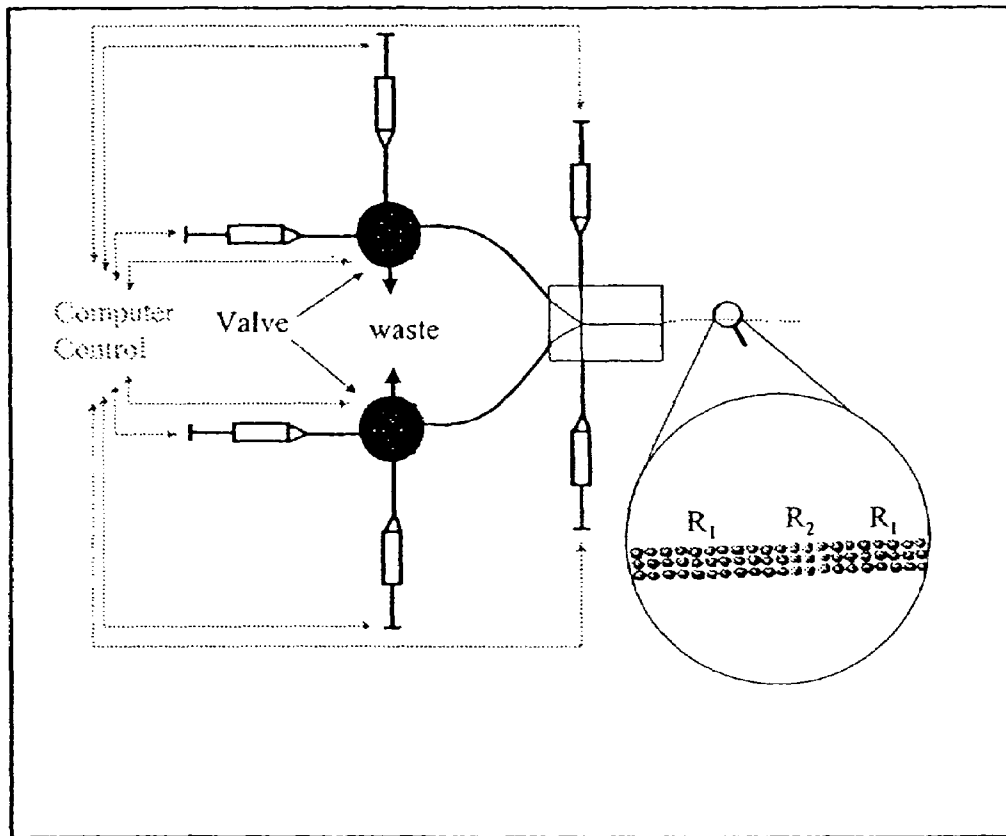 Computer
Control
Valve
waste
R₁ R₂ R₁